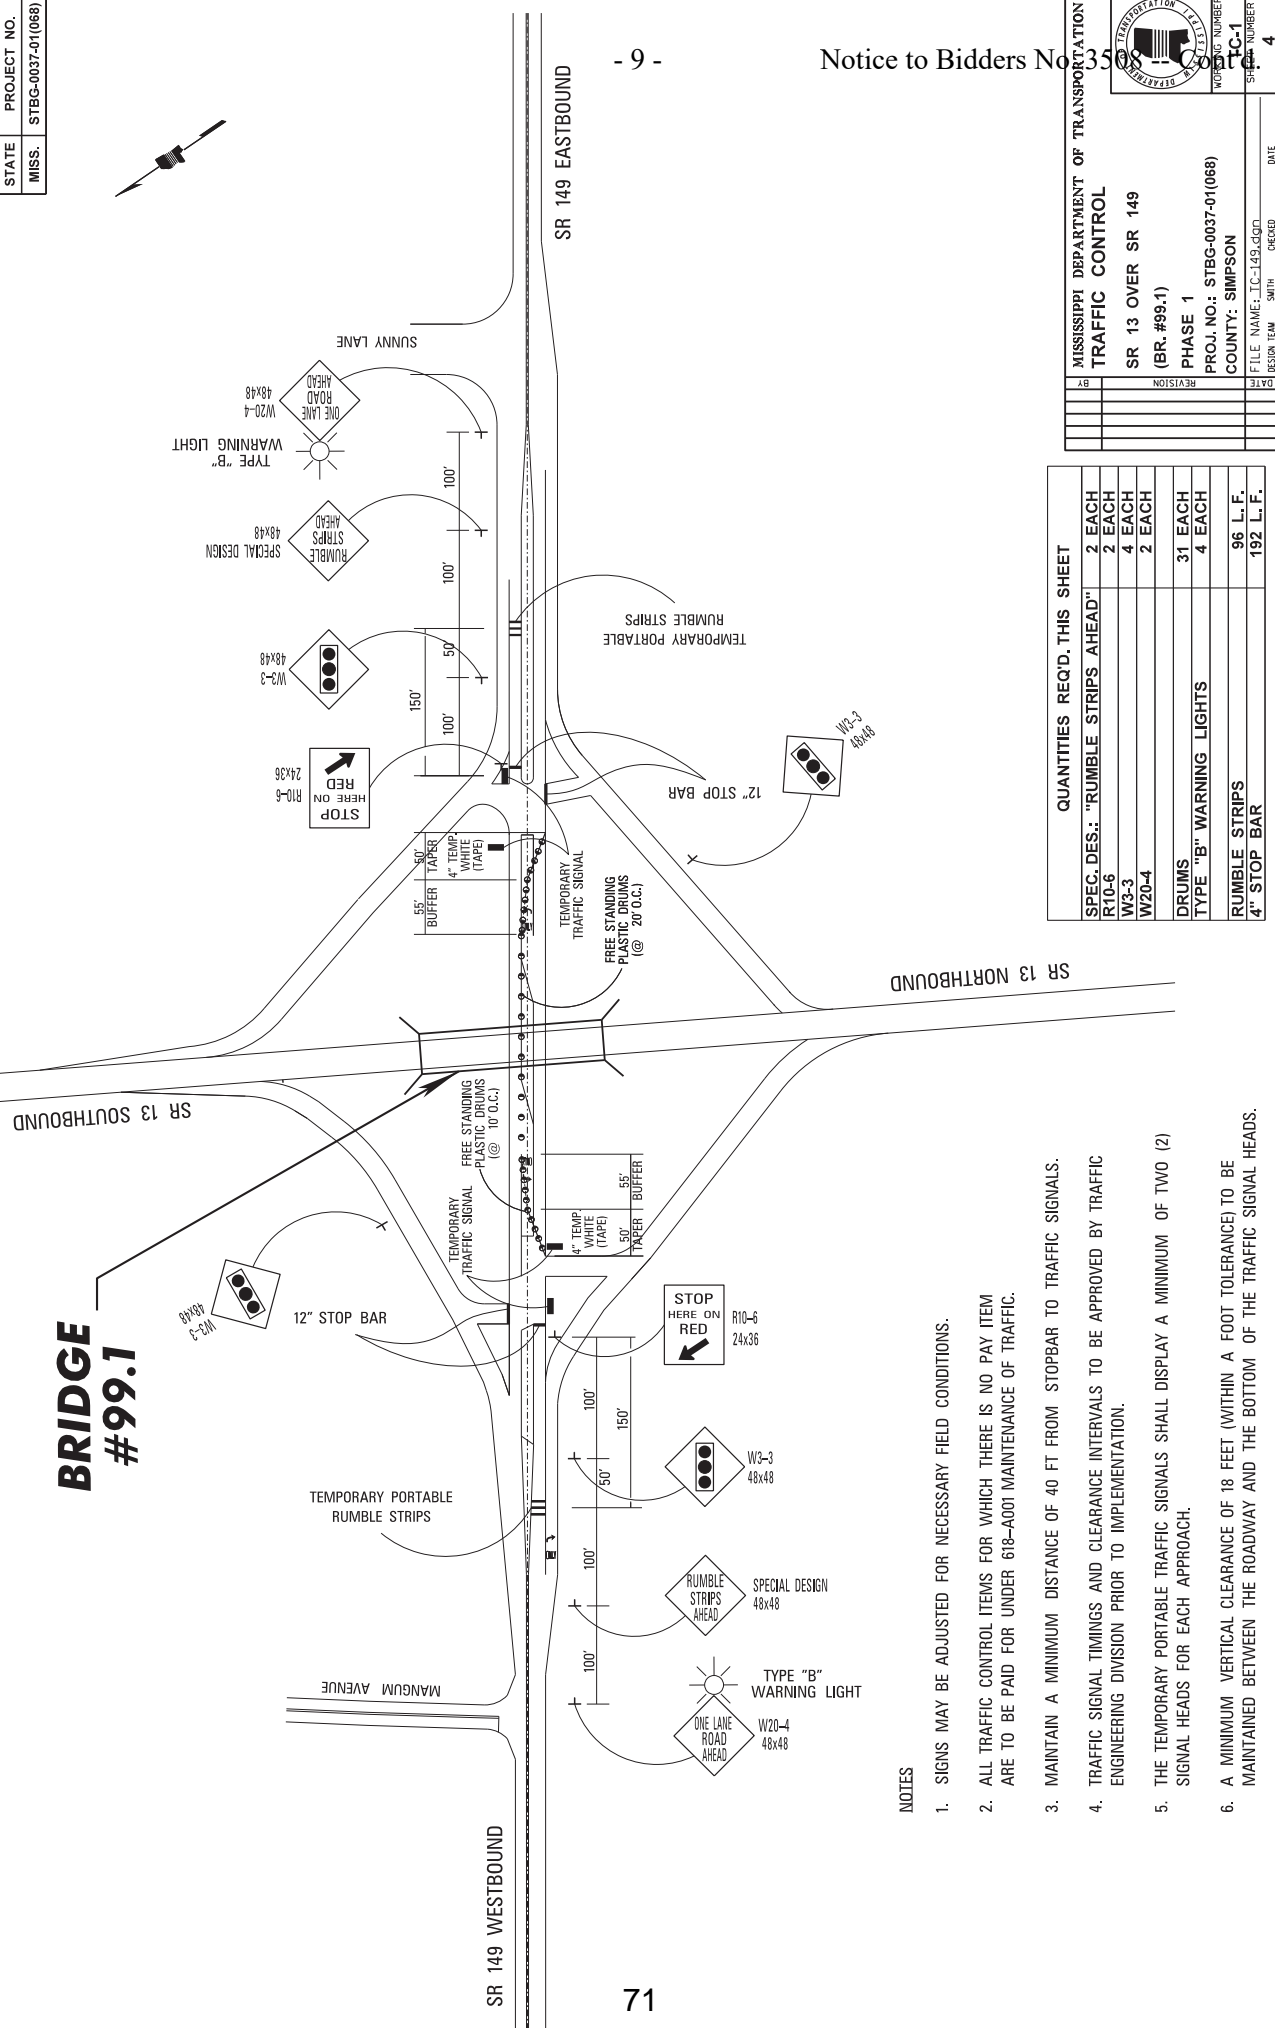 - 9 -
Notice to Bidders No. 3508 -- Cont'd.
STATE
PROJECT NO.
MISS.
STBG-0037-01(068)
SR 149 EASTBOUND
SUNNY LANE
ONE LANE
ROAD
AHEAD
W20-4
48x48
TYPE "B"
WARNING LIGHT
RUMBLE
STRIPS
AHEAD
SPECIAL DESIGN
48x48
W3-3
48x48
STOP
HERE ON
RED
R10-6
24x36
100'
100'
50'
100'
150'
TEMPORARY PORTABLE
RUMBLE STRIPS
W3-3
48x48
12" STOP BAR
50'
TAPER
55'
BUFFER
4" TEMP.
WHITE
(TAPE)
TEMPORARY
TRAFFIC SIGNAL
FREE STANDING
PLASTIC DRUMS
(@ 20' O.C.)
SR 13 NORTHBOUND
SR 13 SOUTHBOUND
BRIDGE
#99.1
FREE STANDING
PLASTIC DRUMS
(@ 10' O.C.)
TEMPORARY
TRAFFIC SIGNAL
4" TEMP.
WHITE
(TAPE)
55'
BUFFER
50'
TAPER
W3-3
48x48
12" STOP BAR
STOP
HERE ON
RED
R10-6
24x36
100'
150'
50'
100'
100'
W3-3
48x48
TEMPORARY PORTABLE
RUMBLE STRIPS
RUMBLE
STRIPS
AHEAD
SPECIAL DESIGN
48x48
TYPE "B"
WARNING LIGHT
ONE LANE
ROAD
AHEAD
W20-4
48x48
MANGUM AVENUE
SR 149 WESTBOUND
NOTES
1. SIGNS MAY BE ADJUSTED FOR NECESSARY FIELD CONDITIONS.
2. ALL TRAFFIC CONTROL ITEMS FOR WHICH THERE IS NO PAY ITEM
ARE TO BE PAID FOR UNDER 618-A001 MAINTENANCE OF TRAFFIC.
3. MAINTAIN A MINIMUM DISTANCE OF 40 FT FROM STOPBAR TO TRAFFIC SIGNALS.
4. TRAFFIC SIGNAL TIMINGS AND CLEARANCE INTERVALS TO BE APPROVED BY TRAFFIC
ENGINEERING DIVISION PRIOR TO IMPLEMENTATION.
5. THE TEMPORARY PORTABLE TRAFFIC SIGNALS SHALL DISPLAY A MINIMUM OF TWO (2)
SIGNAL HEADS FOR EACH APPROACH.
6. A MINIMUM VERTICAL CLEARANCE OF 18 FEET (WITHIN A FOOT TOLERANCE) TO BE
MAINTAINED BETWEEN THE ROADWAY AND THE BOTTOM OF THE TRAFFIC SIGNAL HEADS.
QUANTITIES REQ'D. THIS SHEET
SPEC. DES.: "RUMBLE STRIPS AHEAD" 2 EACH
R10-6 2 EACH
W3-3 4 EACH
W20-4 2 EACH
DRUMS 31 EACH
TYPE "B" WARNING LIGHTS 4 EACH
RUMBLE STRIPS 96 L. F.
4" STOP BAR 192 L. F.
BY
REVISION
DATE
MISSISSIPPI DEPARTMENT OF TRANSPORTATION
TRAFFIC CONTROL
SR 13 OVER SR 149
(BR. #99.1)
PHASE 1
PROJ. NO.: STBG-0037-01(068)
COUNTY: SIMPSON
FILE NAME: TC-149.dgn
DESIGN TEAM SMITH CHECKED DATE
MISSISSIPPI DEPARTMENT OF TRANSPORTATION
WORKING NUMBER
TC-1
SHEET NUMBER
4
71